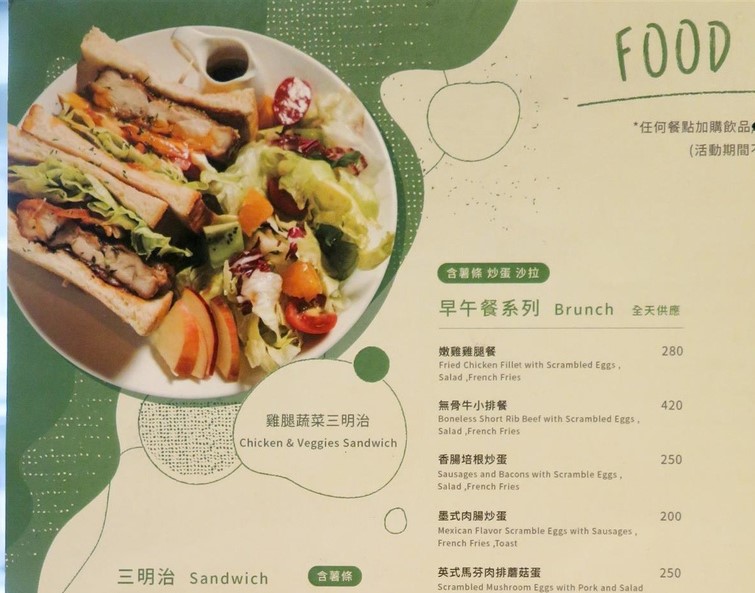 FOOD
*任何餐點加購飲品
(活動期間
含薯條 炒蛋 沙拉
早午餐系列 Brunch 全天供應
嫩雞雞腿餐 280
Fried Chicken Fillet with Scrambled Eggs ,
Salad ,French Fries
無骨牛小排餐 420
Boneless Short Rib Beef with Scrambled Eggs ,
Salad ,French Fries
香腸培根炒蛋 250
Sausages and Bacons with Scramble Eggs ,
Salad ,French Fries
墨式肉腸炒蛋 200
Mexican Flavor Scramble Eggs with Sausages ,
French Fries ,Toast
英式馬芬肉排蘑菇蛋 250
Scrambled Mushroom Eggs with Pork and Salad
雞腿蔬菜三明治
Chicken & Veggies Sandwich
三明治 Sandwich 含薯條